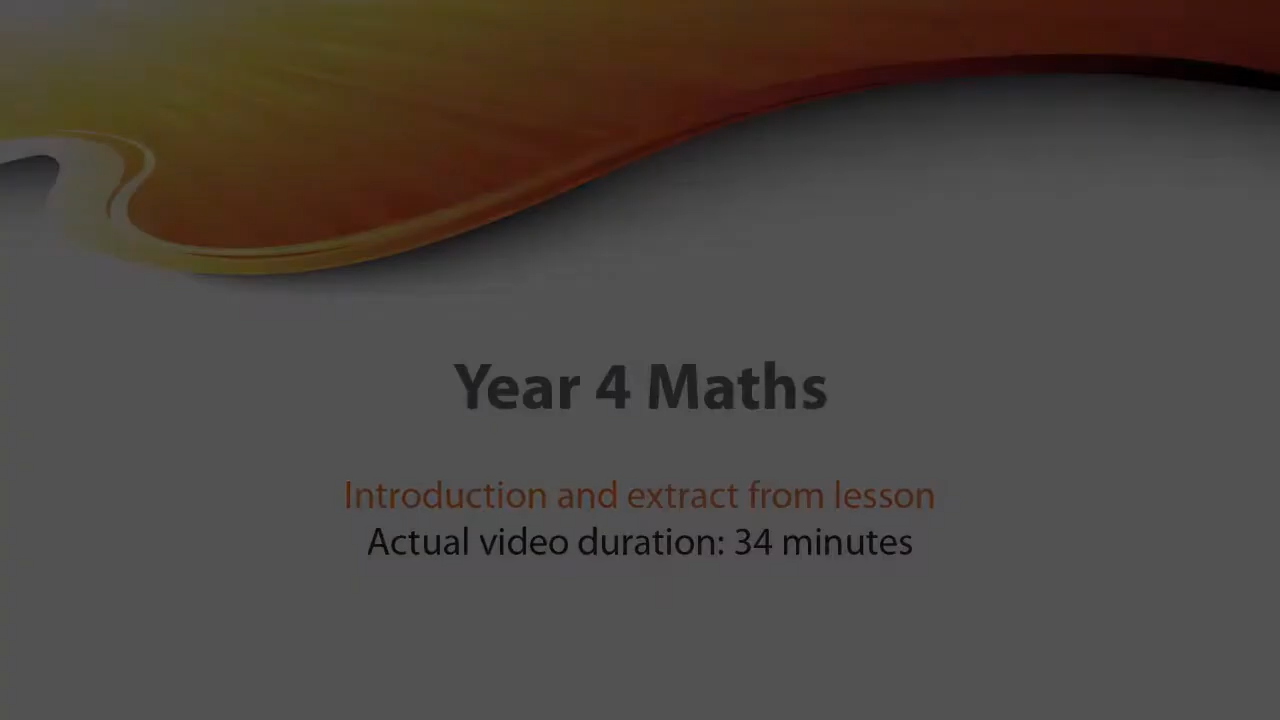 Year 4 Maths
Introduction and extract from lesson
Actual video duration: 34 minutes